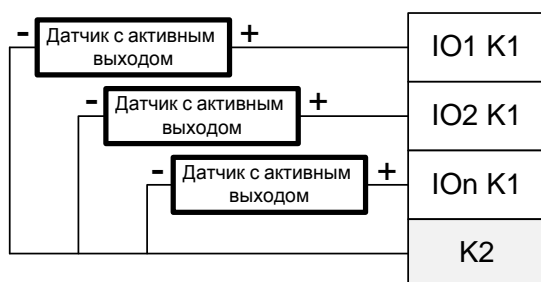 - Датчик с активным + IO1 K1
выходом
- Датчик с активным + IO2 K1
выходом
- Датчик с активным + IOn K1
выходом
K2